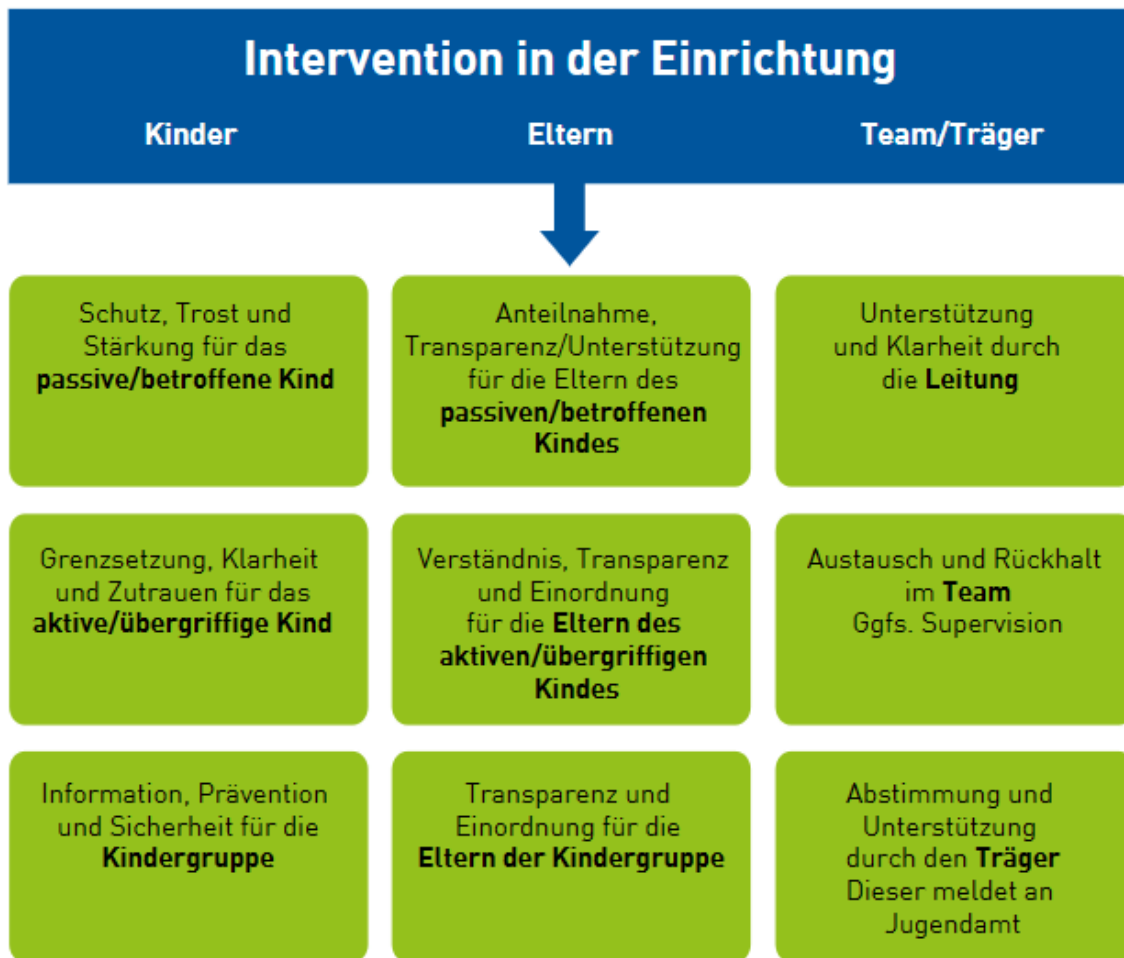 Intervention in der Einrichtung
Kinder
Eltern
Team/Träger
Schutz, Trost und
Stärkung für das
passive/betroffene Kind
Anteilnahme,
Transparenz/Unterstützung
für die Eltern des
passiven/betroffenen
Kindes
Unterstützung
und Klarheit durch
die Leitung
Grenzsetzung, Klarheit
und Zutrauen für das
aktive/übergriffige Kind
Verständnis, Transparenz
und Einordnung
für die Eltern des
aktiven/übergriffigen
Kindes
Austausch und Rückhalt
im Team
Ggfs. Supervision
Information, Prävention
und Sicherheit für die
Kindergruppe
Transparenz und
Einordnung für die
Eltern der Kindergruppe
Abstimmung und
Unterstützung
durch den Träger
Dieser meldet an
Jugendamt